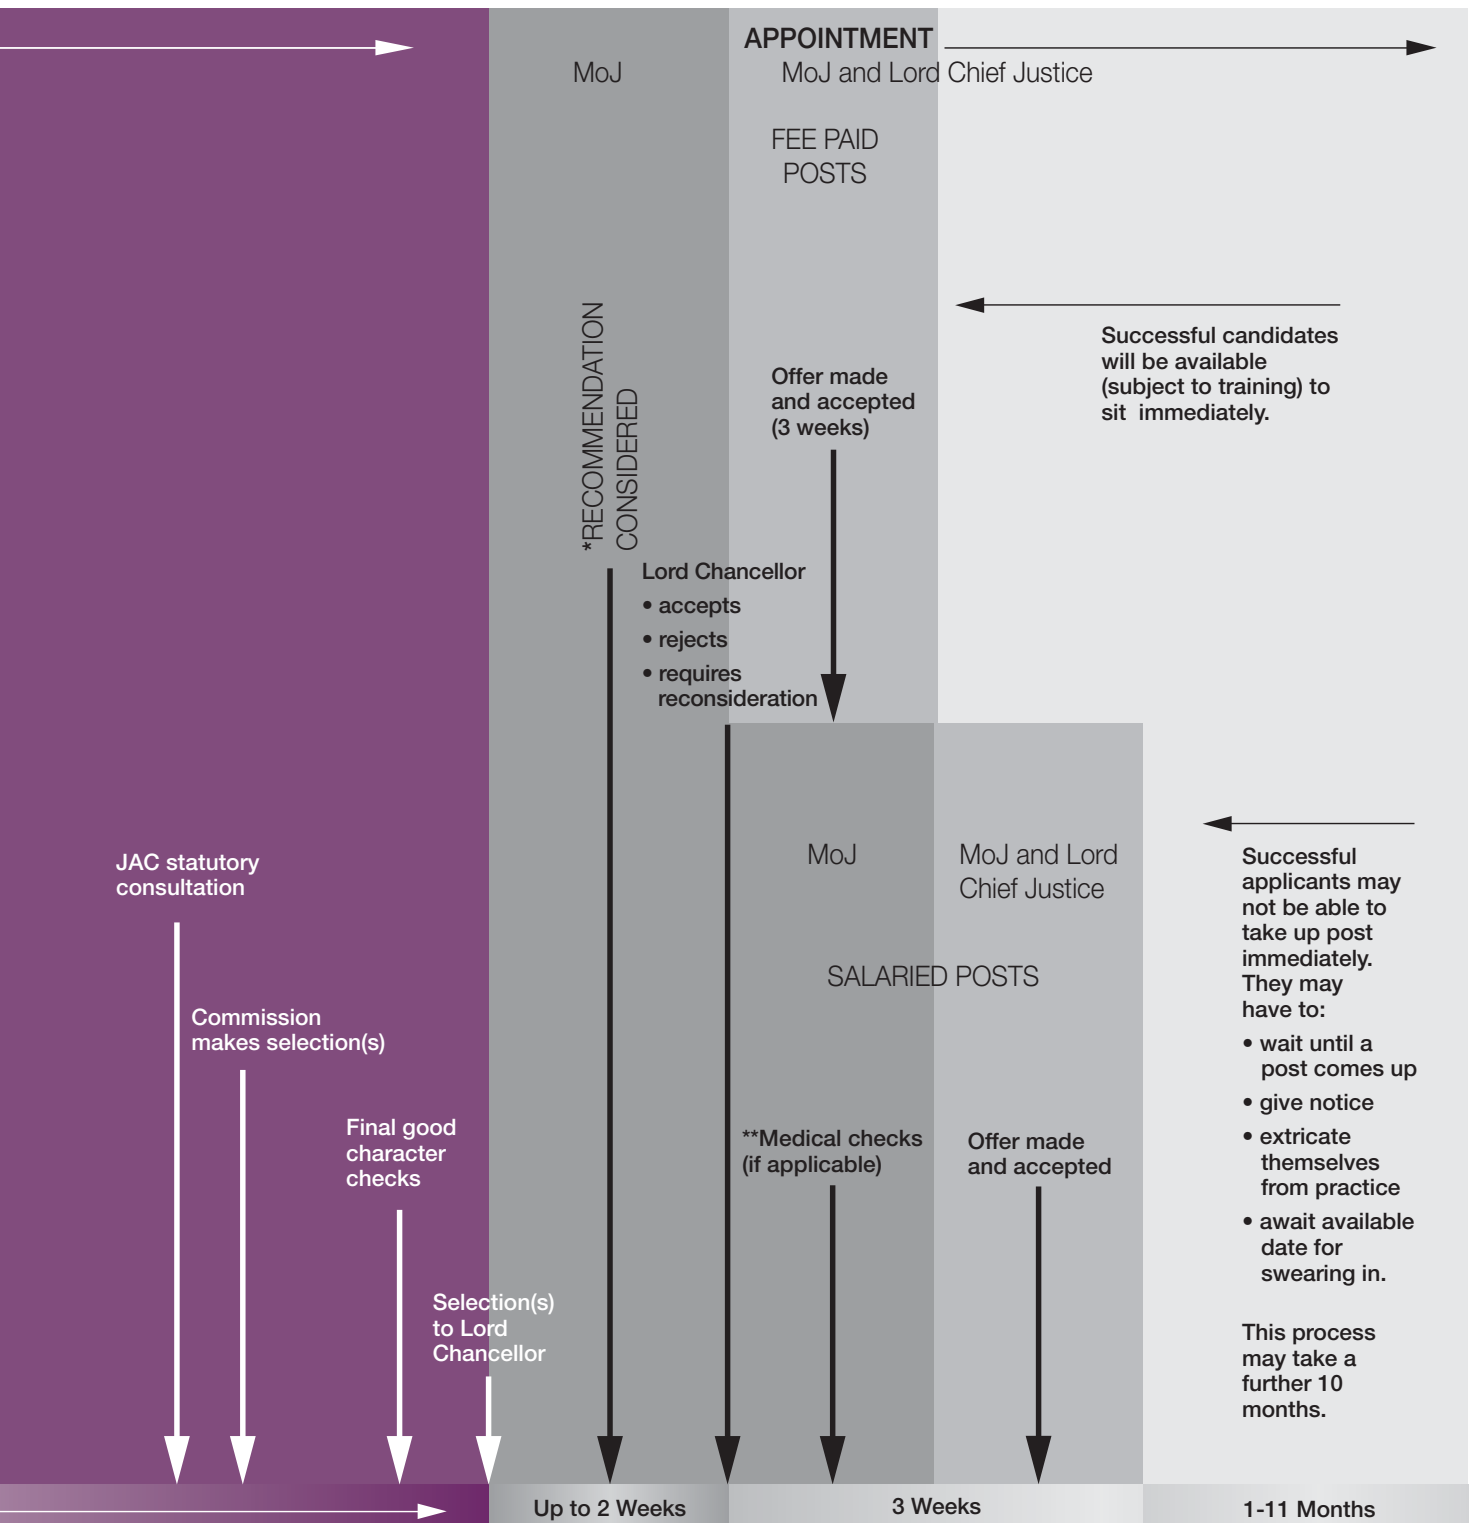 APPOINTMENT
MoJ
MoJ and Lord Chief Justice
FEE PAID
POSTS
*RECOMMENDATION
CONSIDERED
Successful candidates
will be available
(subject to training) to
sit immediately.
Offer made
and accepted
(3 weeks)
Lord Chancellor
• accepts
• rejects
• requires
reconsideration
JAC statutory
consultation
Commission
makes selection(s)
Final good
character
checks
Selection(s)
to Lord
Chancellor
MoJ
MoJ and Lord
Chief Justice
SALARIED POSTS
**Medical checks
(if applicable)
Offer made
and accepted
Successful
applicants may
not be able to
take up post
immediately.
They may
have to:
• wait until a
post comes up
• give notice
• extricate
themselves
from practice
• await available
date for
swearing in.
This process
may take a
further 10
months.
Up to 2 Weeks
3 Weeks
1-11 Months